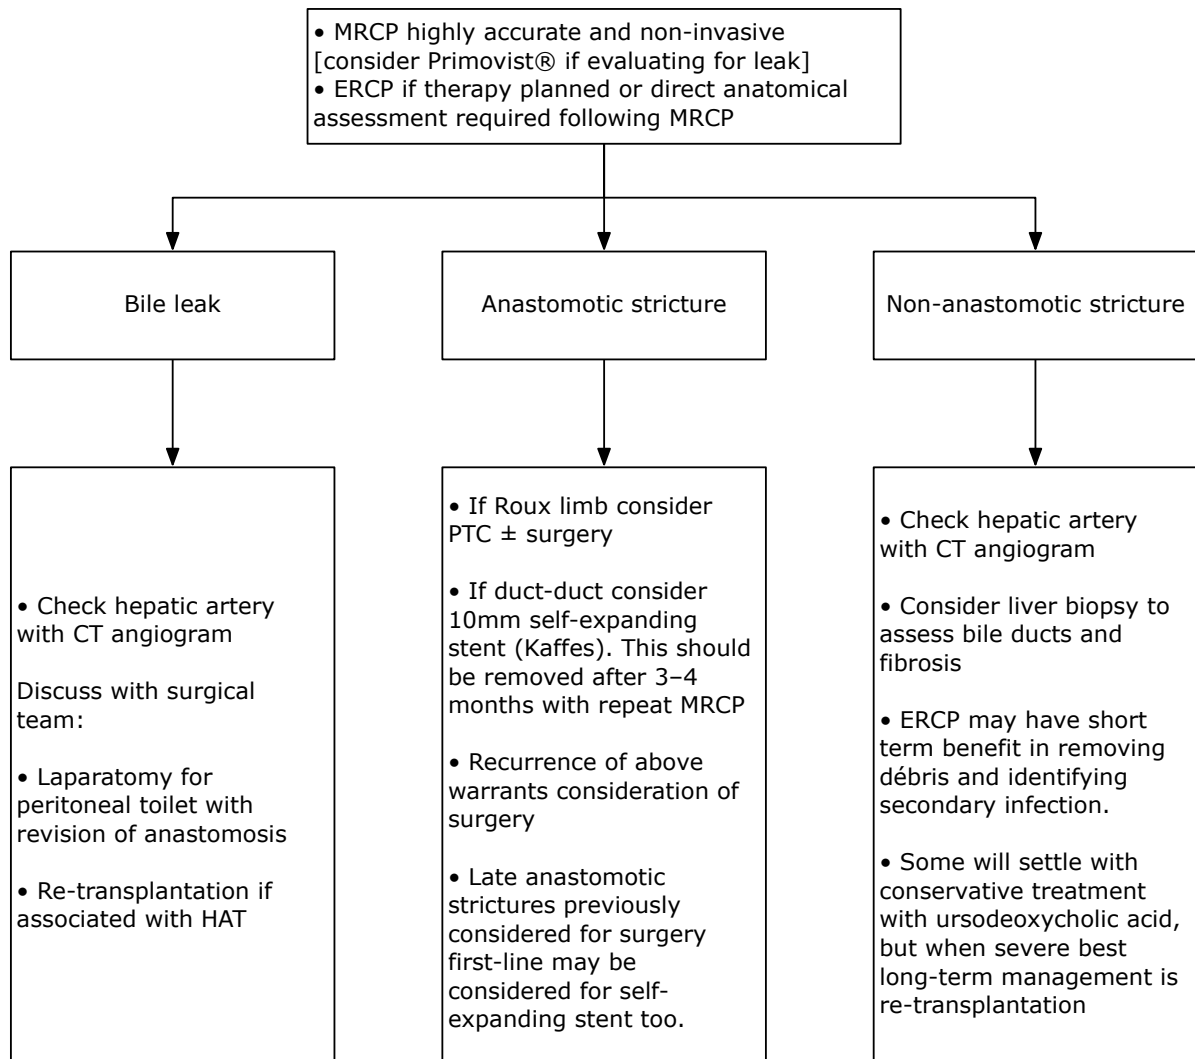 • MRCP highly accurate and non-invasive
[consider Primovist® if evaluating for leak]
• ERCP if therapy planned or direct anatomical
assessment required following MRCP
Bile leak
Anastomotic stricture
Non-anastomotic stricture
• Check hepatic artery
with CT angiogram
Discuss with surgical
team:
• Laparatomy for
peritoneal toilet with
revision of anastomosis
• Re-transplantation if
associated with HAT
• If Roux limb consider
PTC ± surgery
• If duct-duct consider
10mm self-expanding
stent (Kaffes). This should
be removed after 3–4
months with repeat MRCP
• Recurrence of above
warrants consideration of
surgery
• Late anastomotic
strictures previously
considered for surgery
first-line may be
considered for self-
expanding stent too.
• Check hepatic artery
with CT angiogram
• Consider liver biopsy to
assess bile ducts and
fibrosis
• ERCP may have short
term benefit in removing
débris and identifying
secondary infection.
• Some will settle with
conservative treatment
with ursodeoxycholic acid,
but when severe best
long-term management is
re-transplantation